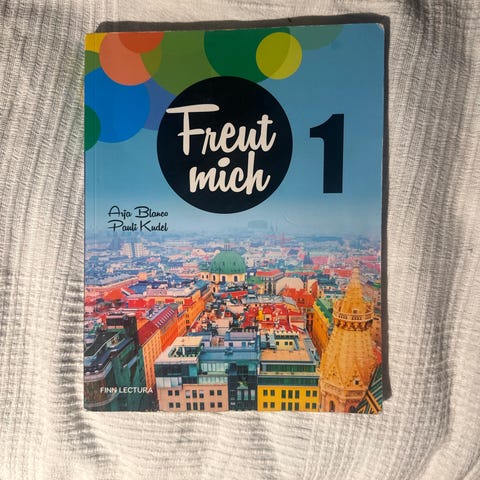 Freut
mich
1
Arja Blanco
Pauli Kudel
FINN LECTURA